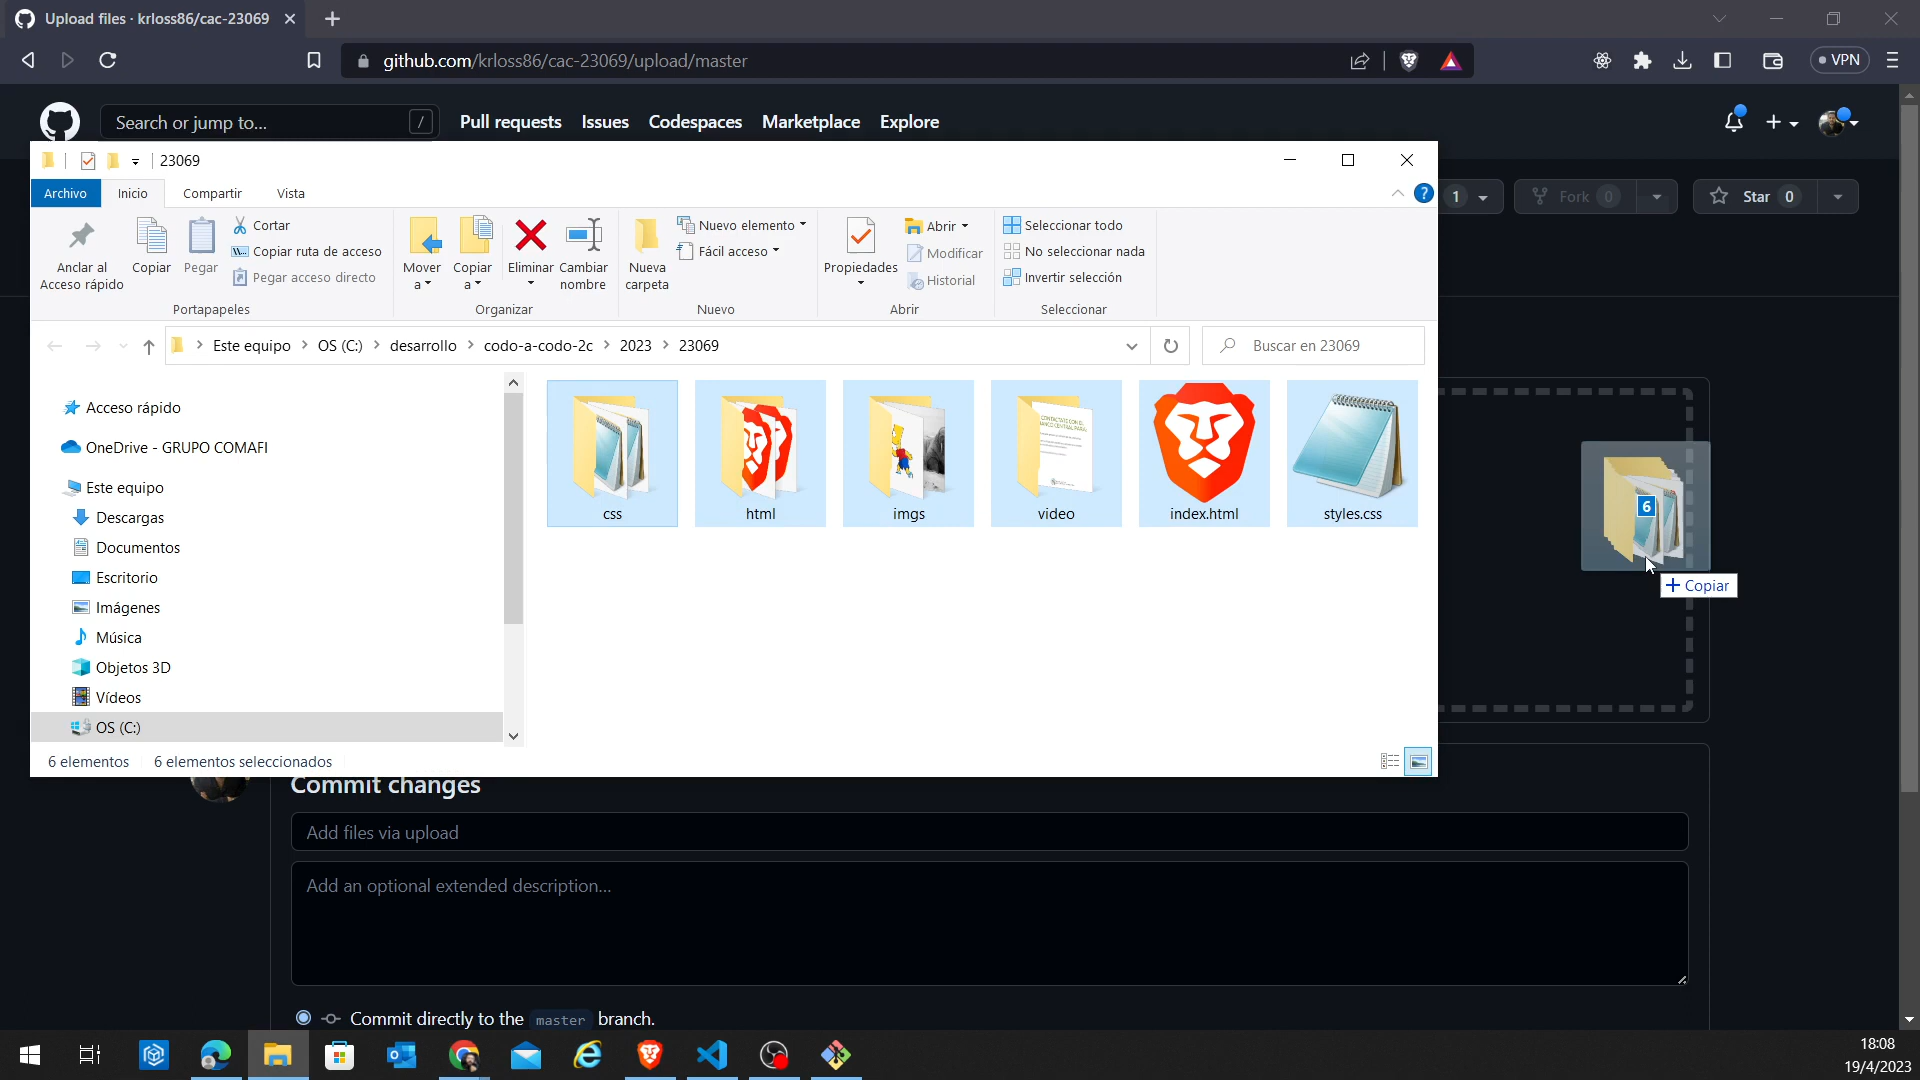 Upload files · krloss86/cac-23069
github.com/krloss86/cac-23069/upload/master
VPN
Search or jump to...
/
Pull requests
Issues
Codespaces
Marketplace
Explore
23069
Archivo
Inicio
Compartir
Vista
1
Fork 0
Star 0
Anclar al
Acceso rápido
Copiar
Pegar
Cortar
Copiar ruta de acceso
Pegar acceso directo
Portapapeles
Mover
a
Copiar
a
Eliminar
Cambiar
nombre
Organizar
Nueva
carpeta
Nuevo elemento
Fácil acceso
Nuevo
Propiedades
Abrir
Modificar
Historial
Abrir
Seleccionar todo
No seleccionar nada
Invertir selección
Seleccionar
Este equipo > OS (C:) > desarrollo > codo-a-codo-2c > 2023 > 23069
Buscar en 23069
Acceso rápido
OneDrive - GRUPO COMAFI
Este equipo
Descargas
Documentos
Escritorio
Imágenes
Música
Objetos 3D
Vídeos
OS (C:)
css
html
imgs
video
index.html
styles.css
6
+ Copiar
6 elementos
6 elementos seleccionados
Commit changes
Add files via upload
Add an optional extended description...
Commit directly to the master branch.
18:08
19/4/2023